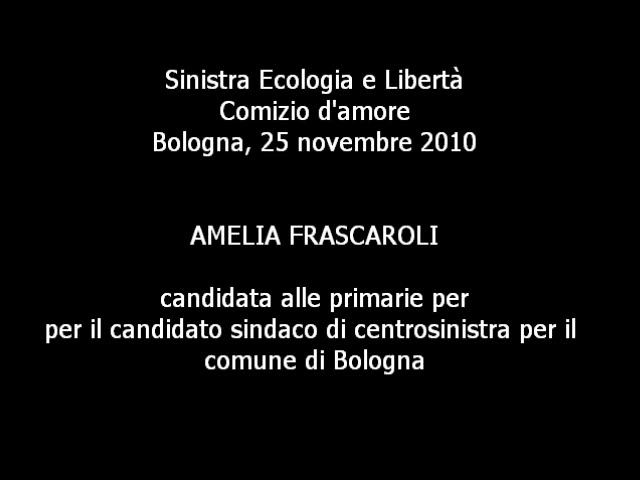 Sinistra Ecologia e Libertà
Comizio d'amore
Bologna, 25 novembre 2010
AMELIA FRASCAROLI
candidata alle primarie per
per il candidato sindaco di centrosinistra per il
comune di Bologna